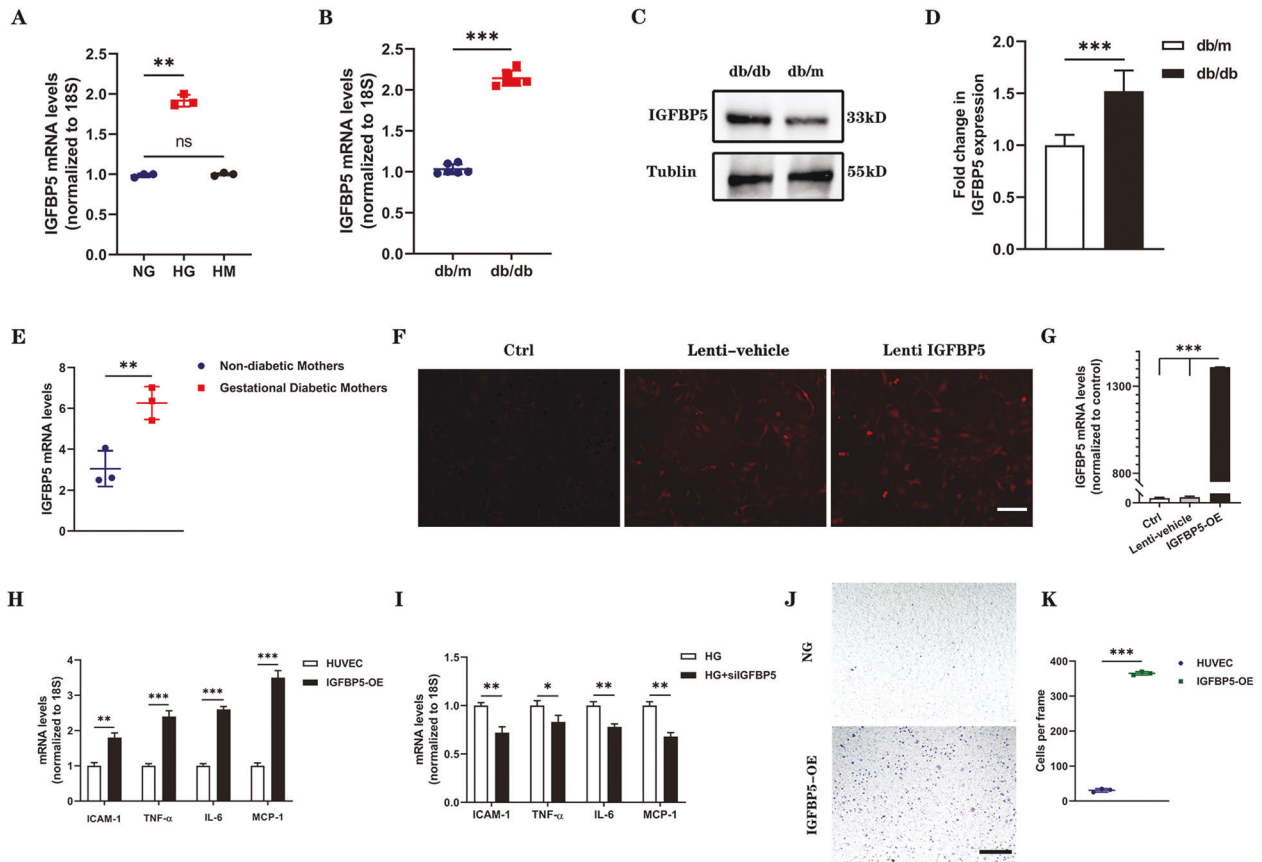 A
IGFBP5 mRNA levels
(normalized to 18S)
2.5
2.0
1.5
1.0
0.5
0.0
**
ns
NG HG HM
B
IGFBP5 mRNA levels
(normalized to 18S)
2.5
2.0
1.5
1.0
0.5
0.0
***
db/m db/db
C
db/db db/m
IGFBP5 33kD
Tublin 55kD
D
Fold change in
IGFBP5 expression
2.0
1.5
1.0
0.5
0.0
***
db/m
db/db
E
IGFBP5 mRNA levels
8
6
4
2
0
**
Non-diabetic Mothers
Gestational Diabetic Mothers
F
Ctrl Lenti-vehicle Lenti IGFBP5
G
IGFBP5 mRNA levels
(normalized to control)
1300
800
0
***
Ctrl
Lenti-vehicle
IGFBP5-OE
H
mRNA levels
(normalized to 18S)
5
4
3
2
1
0
** *** *** ***
HUVEC
IGFBP5-OE
ICAM-1 TNF-α IL-6 MCP-1
I
mRNA levels
(normalized to 18S)
1.5
1.0
0.5
0.0
** * ** **
HG
HG+siIGFBP5
ICAM-1 TNF-α IL-6 MCP-1
J
NG
IGFBP5-OE
K
Cells per frame
400
300
200
100
0
***
HUVEC
IGFBP5-OE